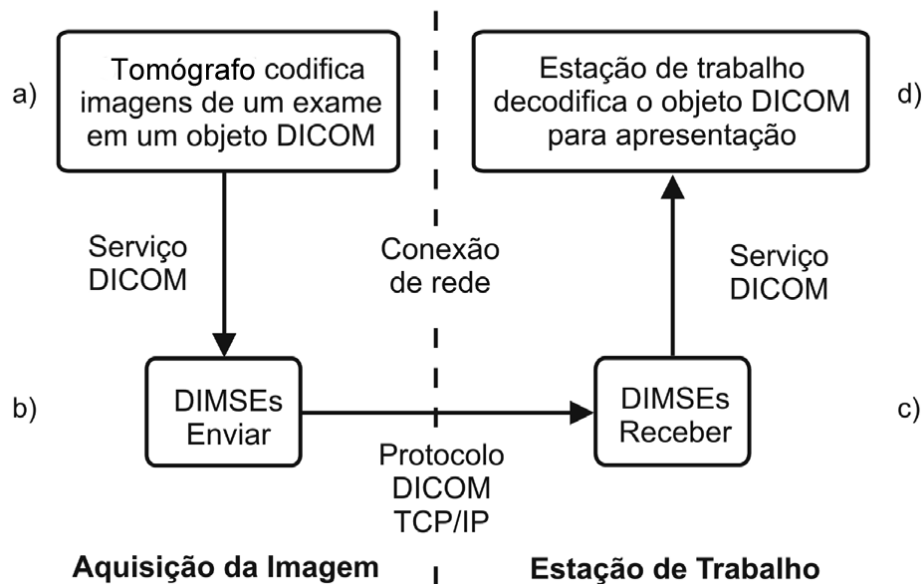 a)
Tomógrafo codifica
imagens de um exame
em um objeto DICOM
Estação de trabalho
decodifica o objeto DICOM
para apresentação
d)
Serviço
DICOM
Conexão
de rede
Serviço
DICOM
b)
DIMSEs
Enviar
DIMSEs
Receber
c)
Protocolo
DICOM
TCP/IP
Aquisição da Imagem
Estação de Trabalho